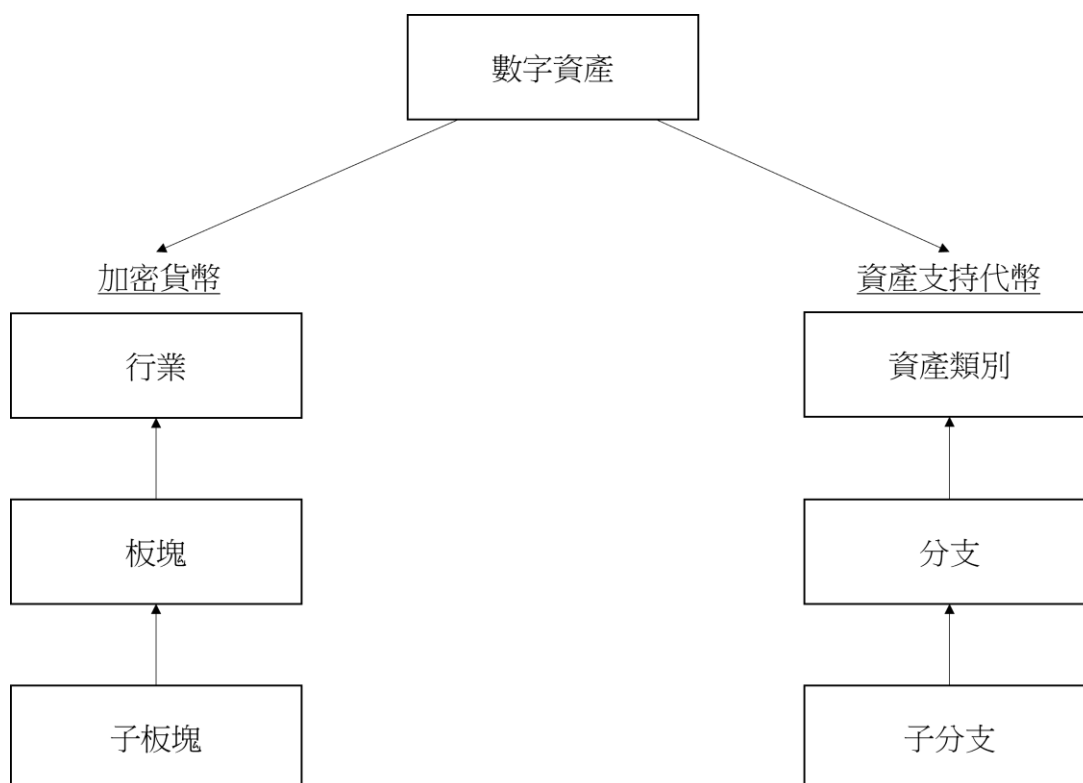 數字資產
加密貨幣
資產支持代幣
行業
資產類別
板塊
分支
子板塊
子分支